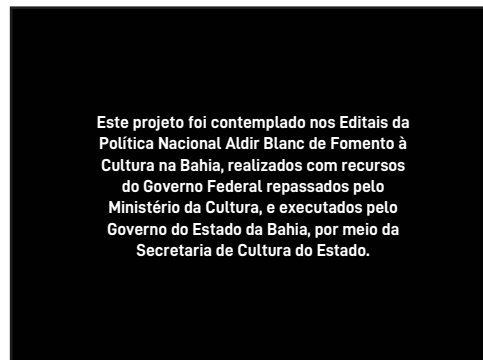 Este projeto foi contemplado nos Editais da
Política Nacional Aldir Blanc de Fomento à
Cultura na Bahia, realizados com recursos
do Governo Federal repassados pelo
Ministério da Cultura, e executados pelo
Governo do Estado da Bahia, por meio da
Secretaria de Cultura do Estado.